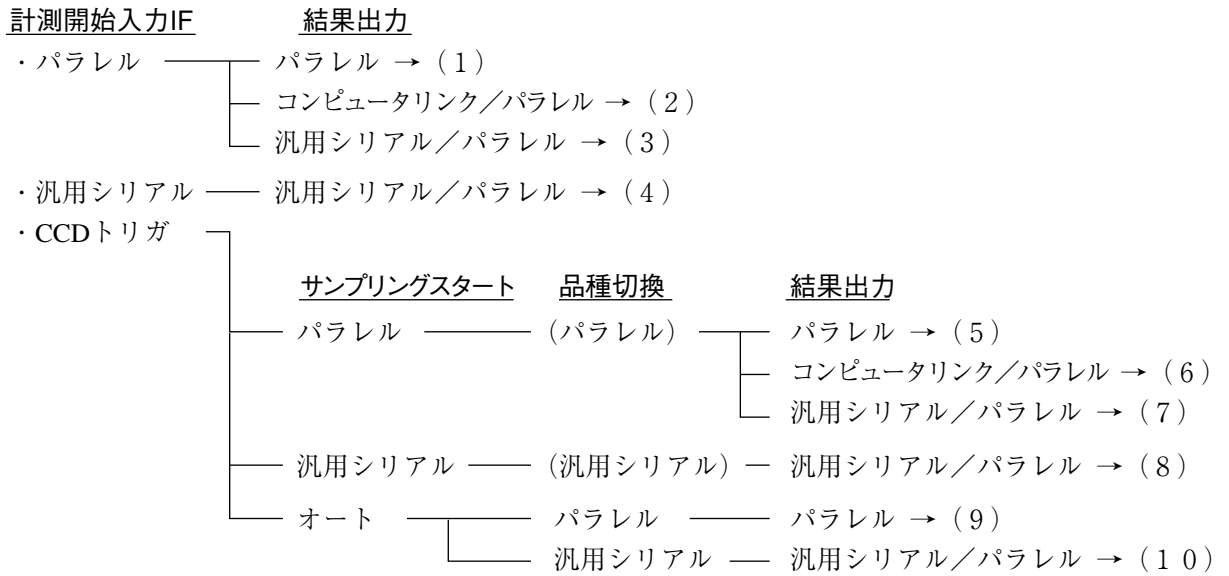 計測開始入力IF 結果出力
・パラレル パラレル → (1)
コンピュータリンク／パラレル → (2)
汎用シリアル／パラレル → (3)
・汎用シリアル 汎用シリアル／パラレル → (4)
・CCDトリガ
サンプリングスタート 品種切換 結果出力
パラレル (パラレル) パラレル → (5)
コンピュータリンク／パラレル → (6)
汎用シリアル／パラレル → (7)
汎用シリアル (汎用シリアル) 汎用シリアル／パラレル → (8)
オート パラレル パラレル → (9)
汎用シリアル 汎用シリアル／パラレル → (10)